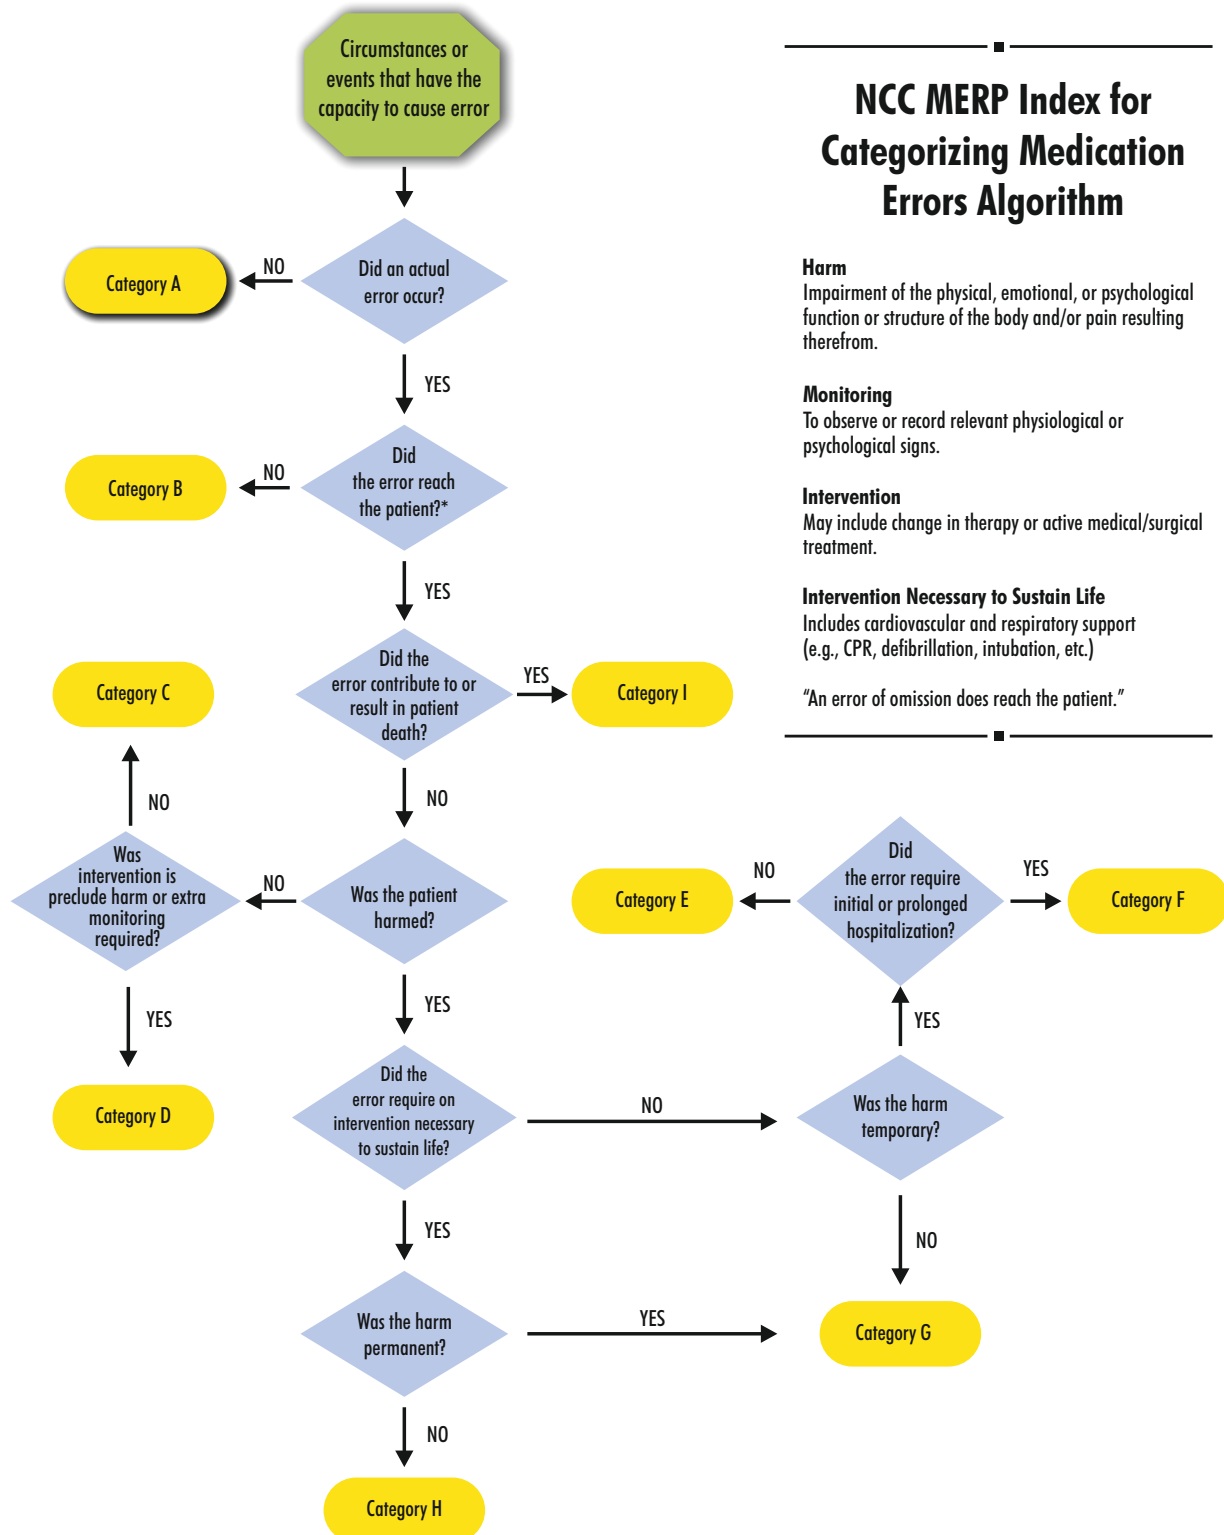 Circumstances or
events that have the
capacity to cause error
NCC MERP Index for
Categorizing Medication
Errors Algorithm
Harm
Impairment of the physical, emotional, or psychological
function or structure of the body and/or pain resulting
therefrom.
Monitoring
To observe or record relevant physiological or
psychological signs.
Intervention
May include change in therapy or active medical/surgical
treatment.
Intervention Necessary to Sustain Life
Includes cardiovascular and respiratory support
(e.g., CPR, defibrillation, intubation, etc.)
“An error of omission does reach the patient.”
Did an actual
error occur?
NO
Category A
YES
Did
the error reach
the patient?*
NO
Category B
YES
Did the
error contribute to or
result in patient
death?
YES
Category I
NO
Was the patient
harmed?
NO
Was
intervention is
preclude harm or extra
monitoring
required?
NO
Category C
YES
Category D
YES
Did the
error require on
intervention necessary
to sustain life?
NO
Was the harm
temporary?
YES
Did
the error require
initial or prolonged
hospitalization?
NO
Category E
YES
Category F
NO
Category G
YES
Was the harm
permanent?
YES
NO
Category H